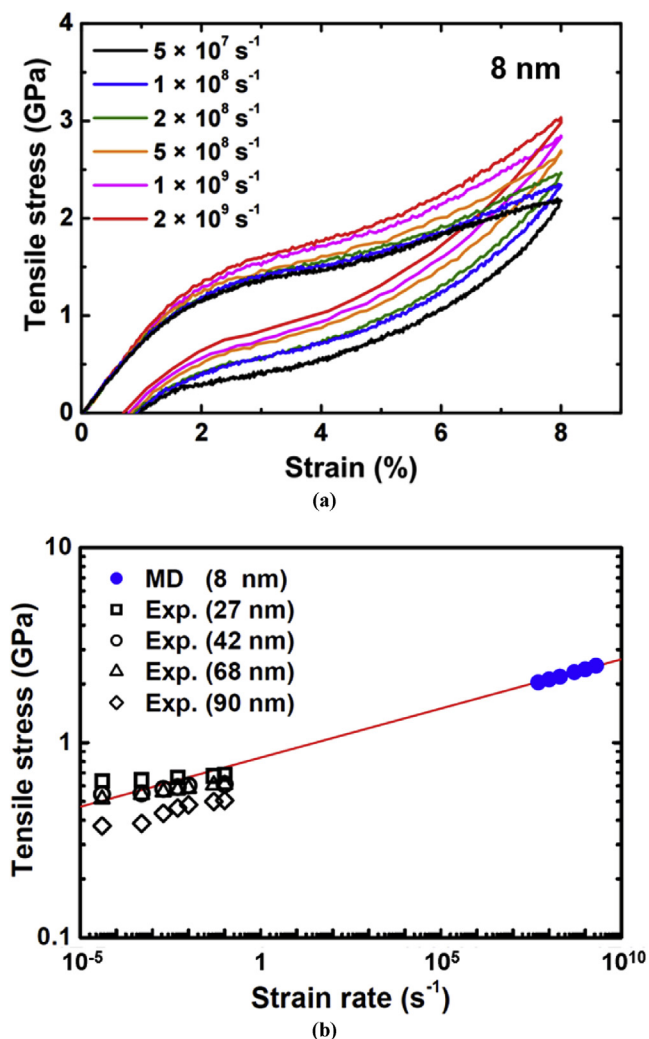 8 nm
5 × 10⁷ s⁻¹
1 × 10⁸ s⁻¹
2 × 10⁸ s⁻¹
5 × 10⁸ s⁻¹
1 × 10⁹ s⁻¹
2 × 10⁹ s⁻¹
Tensile stress (GPa)
4
3
2
1
0
0 2 4 6 8
Strain (%)
(a)
MD (8 nm)
Exp. (27 nm)
Exp. (42 nm)
Exp. (68 nm)
Exp. (90 nm)
Tensile stress (GPa)
10
1
0.1
10⁻⁵ 1 10⁵ 10¹⁰
Strain rate (s⁻¹)
(b)